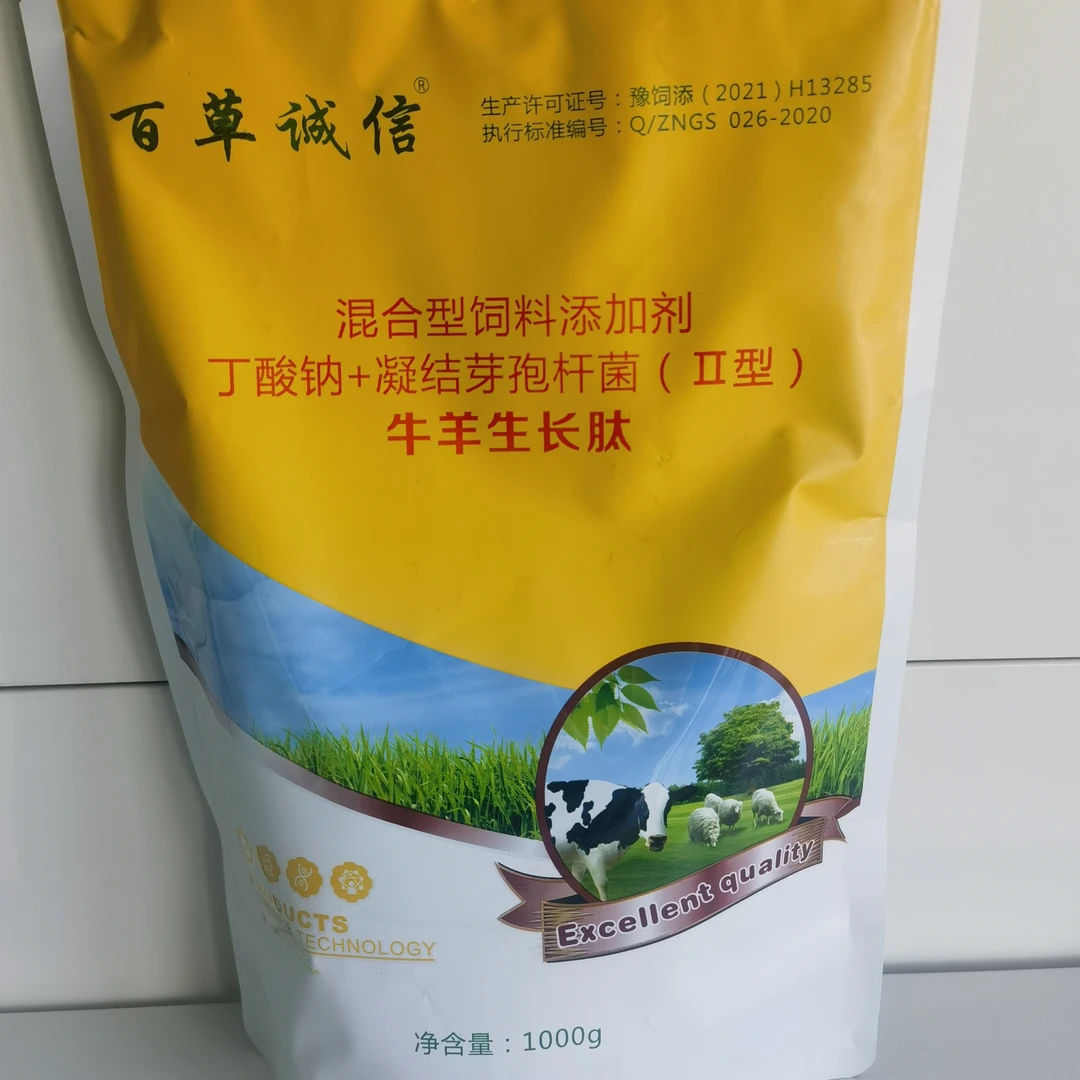 百草诚信®
生产许可证号：豫饲添（2021）H13285
执行标准编号：Q/ZNGS 026-2020
混合型饲料添加剂
丁酸钠+凝结芽孢杆菌（Ⅱ型）
牛羊生长肽
Excellent quality
TECHNOLOGY
净含量：1000g